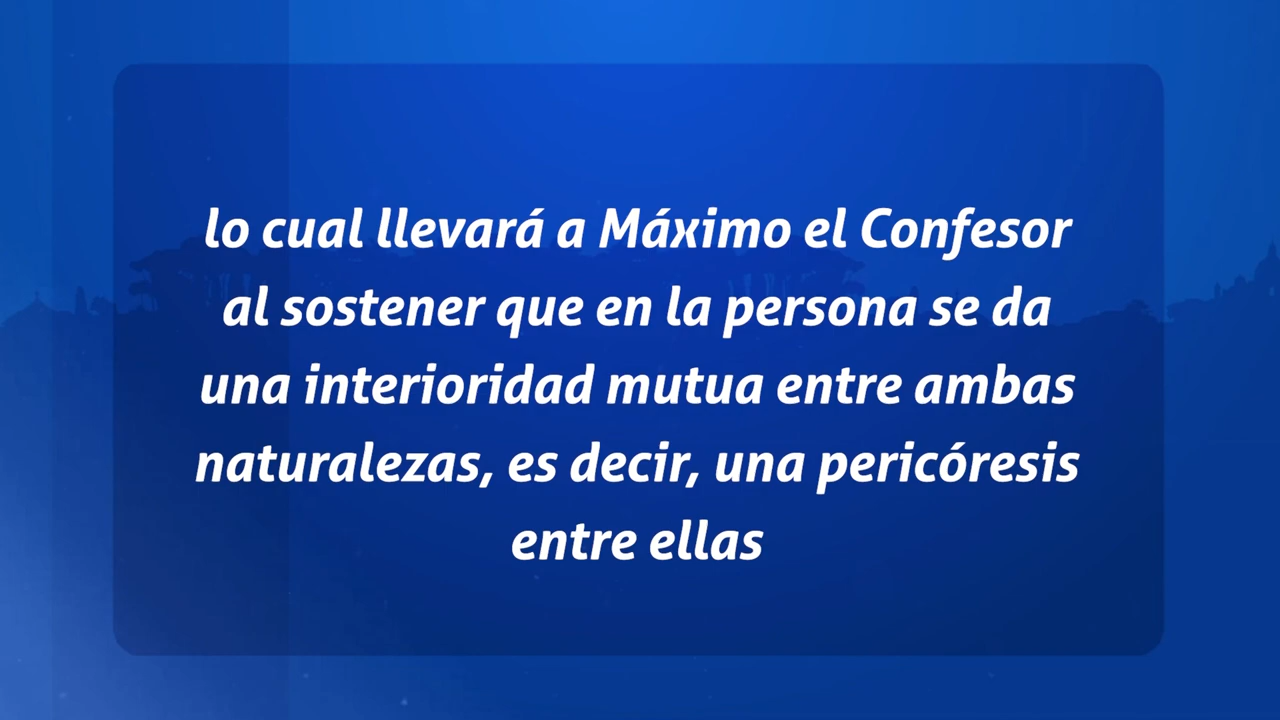 lo cual llevará a Máximo el Confesor
al sostener que en la persona se da
una interioridad mutua entre ambas
naturalezas, es decir, una pericóresis
entre ellas